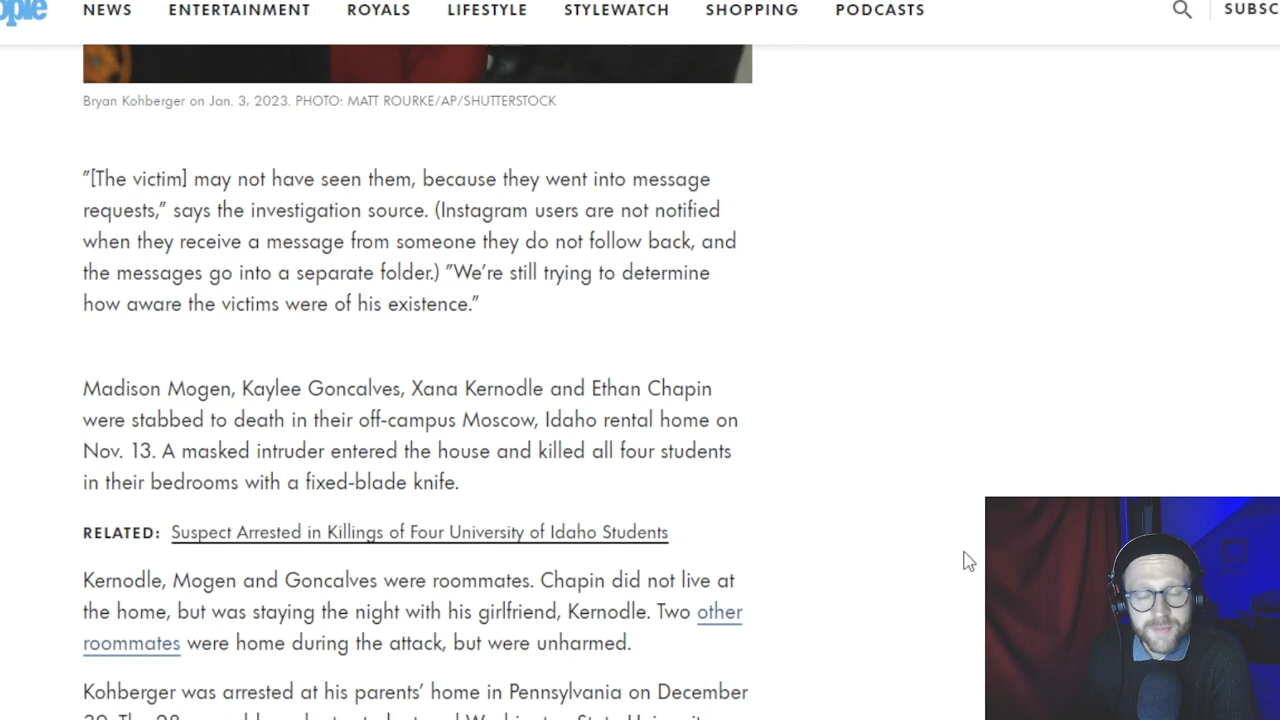 ople
NEWS ENTERTAINMENT ROYALS LIFESTYLE STYLEWATCH SHOPPING PODCASTS SUBSC
Bryan Kohberger on Jan. 3, 2023. PHOTO: MATT ROURKE/AP/SHUTTERSTOCK
"[The victim] may not have seen them, because they went into message
requests," says the investigation source. (Instagram users are not notified
when they receive a message from someone they do not follow back, and
the messages go into a separate folder.) "We're still trying to determine
how aware the victims were of his existence."
Madison Mogen, Kaylee Goncalves, Xana Kernodle and Ethan Chapin
were stabbed to death in their off-campus Moscow, Idaho rental home on
Nov. 13. A masked intruder entered the house and killed all four students
in their bedrooms with a fixed-blade knife.
RELATED: Suspect Arrested in Killings of Four University of Idaho Students
Kernodle, Mogen and Goncalves were roommates. Chapin did not live at
the home, but was staying the night with his girlfriend, Kernodle. Two other
roommates were home during the attack, but were unharmed.
Kohberger was arrested at his parents' home in Pennsylvania on December